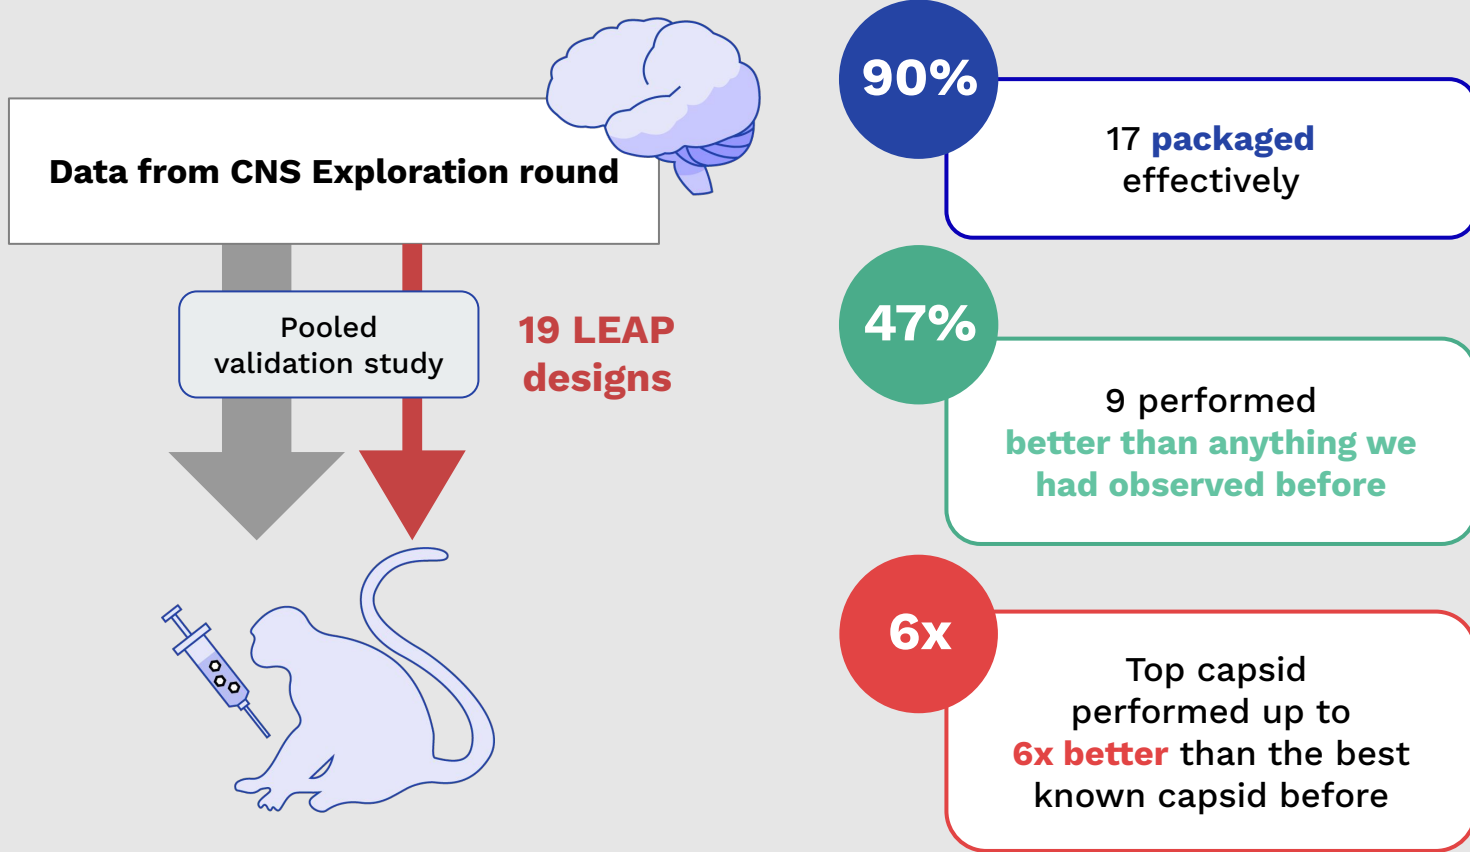 Data from CNS Exploration round
Pooled
validation study
19 LEAP
designs
90%
17 packaged
effectively
47%
9 performed
better than anything we
had observed before
6x
Top capsid
performed up to
6x better than the best
known capsid before